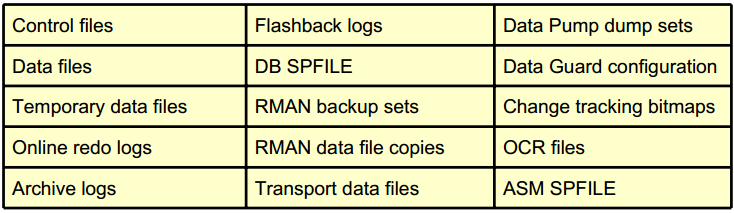 Control files Flashback logs Data Pump dump sets
Data files DB SPFILE Data Guard configuration
Temporary data files RMAN backup sets Change tracking bitmaps
Online redo logs RMAN data file copies OCR files
Archive logs Transport data files ASM SPFILE